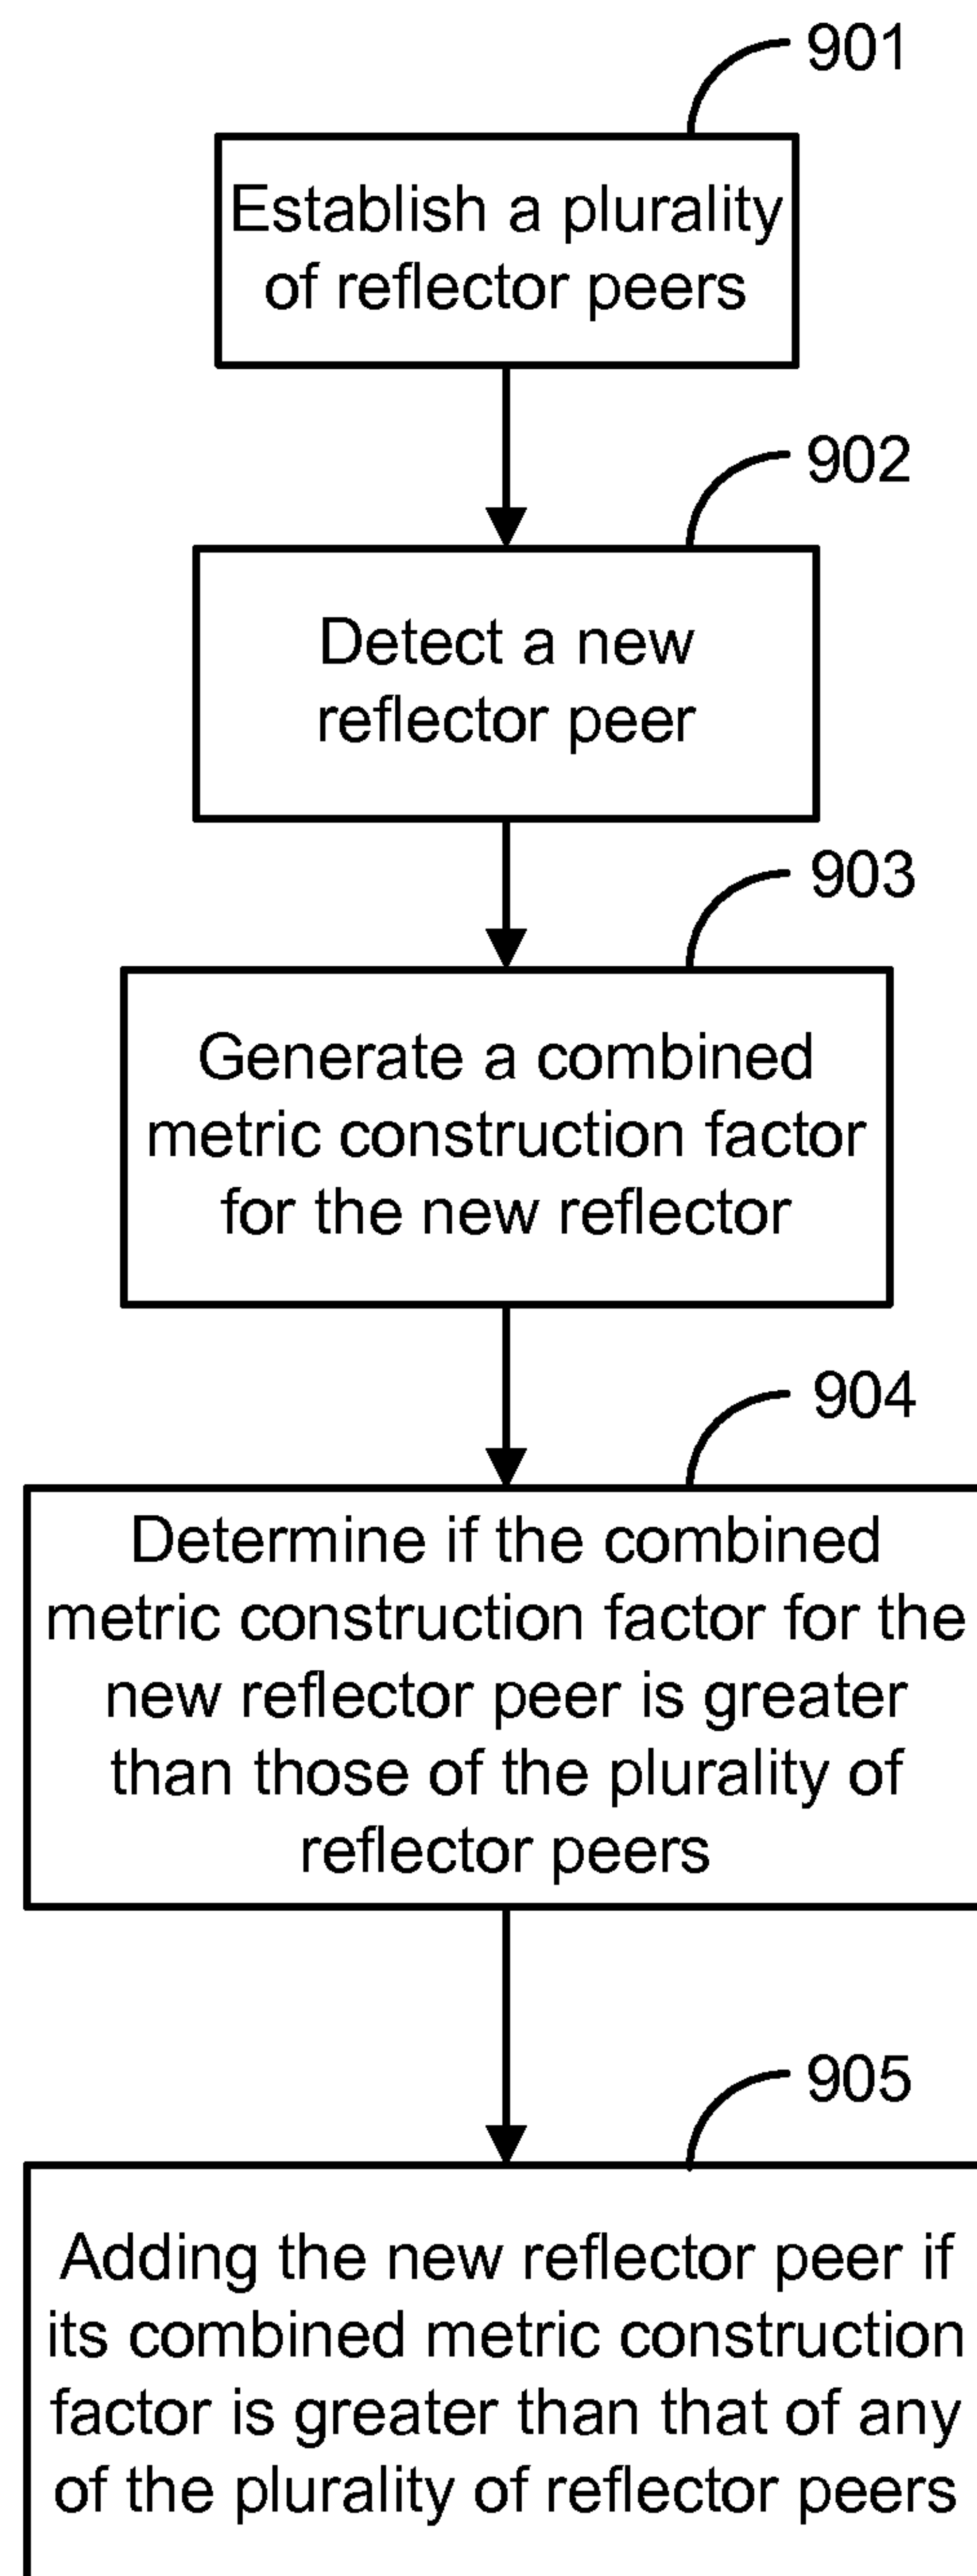 901
Establish a plurality
of reflector peers
902
Detect a new
reflector peer
903
Generate a combined
metric construction factor
for the new reflector
904
Determine if the combined
metric construction factor for the
new reflector peer is greater
than those of the plurality of
reflector peers
905
Adding the new reflector peer if
its combined metric construction
factor is greater than that of any
of the plurality of reflector peers